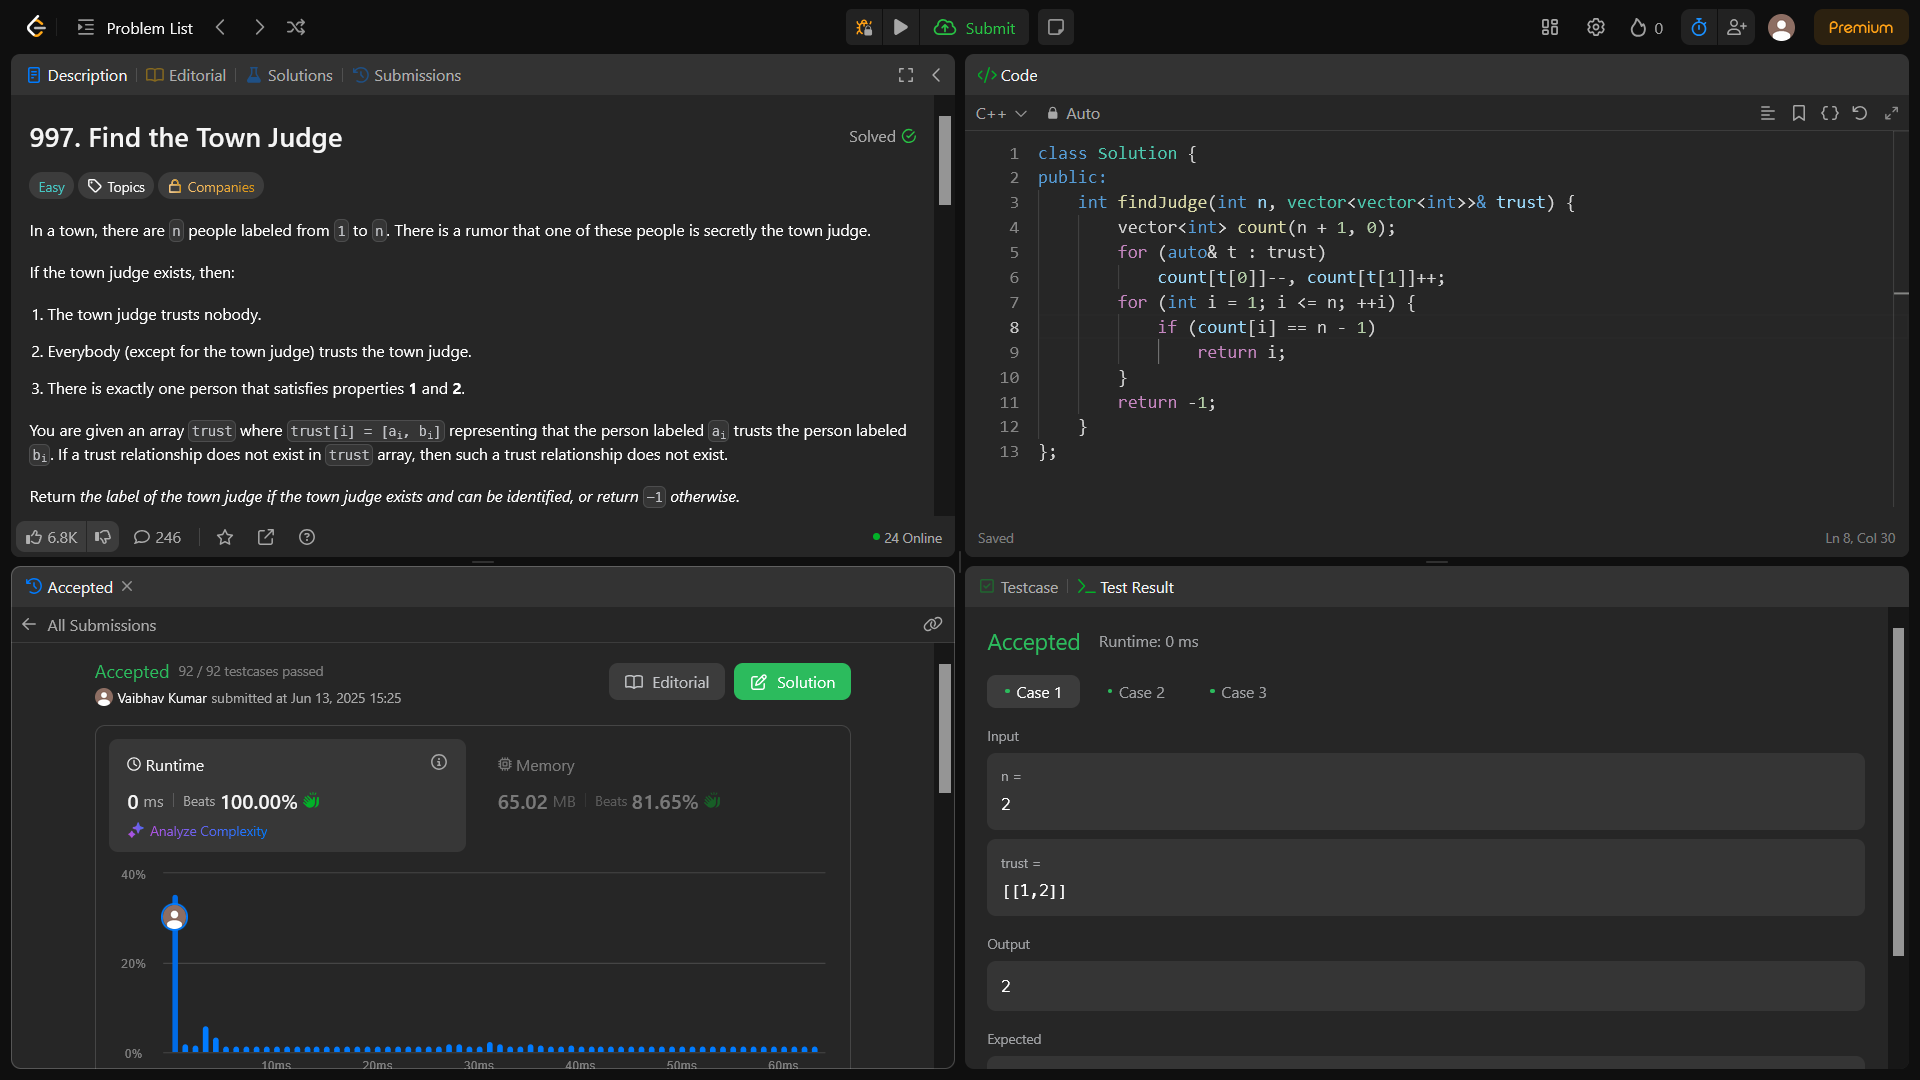 Problem List
Submit
0
Premium
Description
Editorial
Solutions
Submissions
997. Find the Town Judge
Solved
Easy
Topics
Companies
In a town, there are n people labeled from 1 to n. There is a rumor that one of these people is secretly the town judge.
If the town judge exists, then:
1. The town judge trusts nobody.
2. Everybody (except for the town judge) trusts the town judge.
3. There is exactly one person that satisfies properties 1 and 2.
You are given an array trust where trust[i] = [ai, bi] representing that the person labeled ai trusts the person labeled
bi. If a trust relationship does not exist in trust array, then such a trust relationship does not exist.
Return the label of the town judge if the town judge exists and can be identified, or return -1 otherwise.
6.8K
246
24 Online
Code
C++
Auto
1 class Solution {
2 public:
3     int findJudge(int n, vector<vector<int>>& trust) {
4         vector<int> count(n + 1, 0);
5         for (auto& t : trust)
6             count[t[0]]--, count[t[1]]++;
7         for (int i = 1; i <= n; ++i) {
8             if (count[i] == n - 1)
9                 return i;
10         }
11         return -1;
12     }
13 };
Saved
Ln 8, Col 30
Accepted
All Submissions
Accepted 92 / 92 testcases passed
Vaibhav Kumar submitted at Jun 13, 2025 15:25
Editorial
Solution
Runtime
0 ms Beats 100.00%
Analyze Complexity
Memory
65.02 MB Beats 81.65%
40%
20%
0%
10ms 20ms 30ms 40ms 50ms 60ms
Testcase
Test Result
Accepted Runtime: 0 ms
Case 1
Case 2
Case 3
Input
n =
2
trust =
[[1,2]]
Output
2
Expected